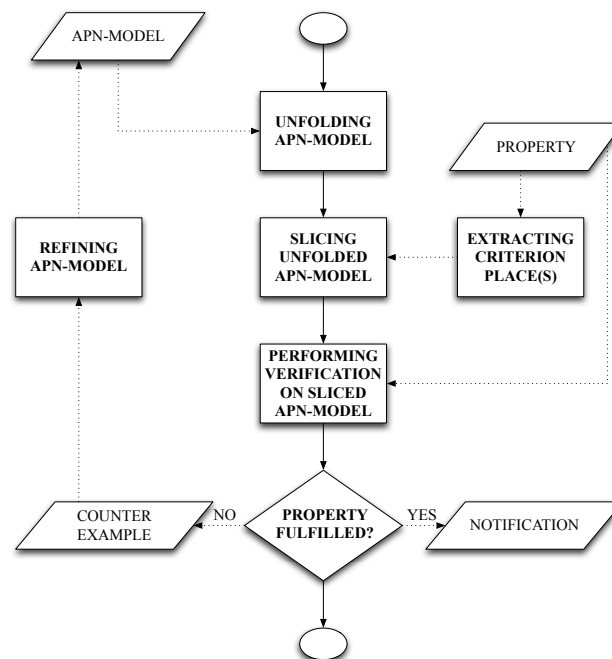 APN-MODEL
UNFOLDING
APN-MODEL
PROPERTY
REFINING
APN-MODEL
SLICING
UNFOLDED
APN-MODEL
EXTRACTING
CRITERION
PLACE(S)
PERFORMING
VERIFICATION
ON SLICED
APN-MODEL
COUNTER
EXAMPLE
NO
PROPERTY
FULFILLED?
YES
NOTIFICATION